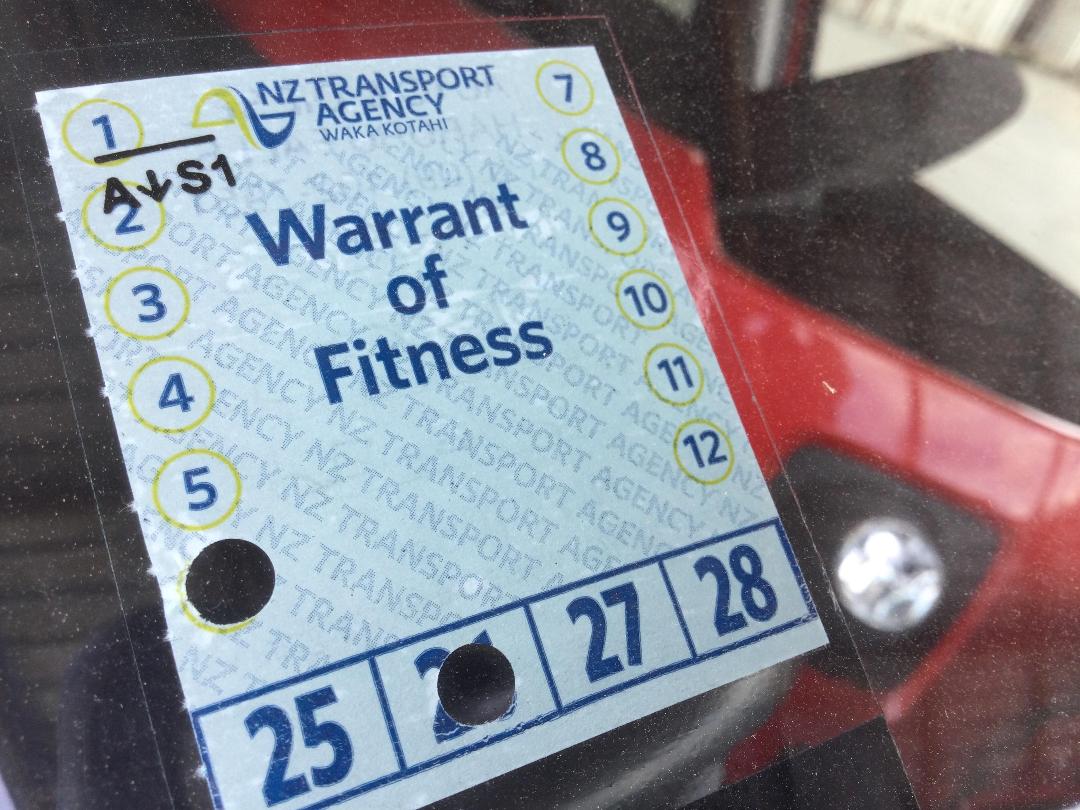 NZ TRANSPORT
AGENCY
WAKA KOTAHI
Warrant
of
Fitness
1
A↓S1
2
3
4
5
7
8
9
10
11
12
25
27
28